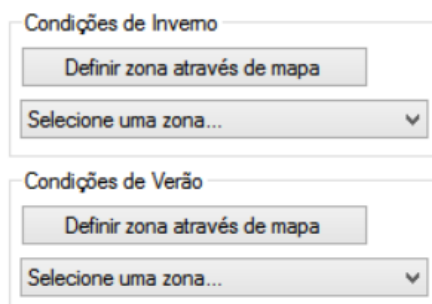 Condições de Inverno
Definir zona através de mapa
Selecione uma zona...
Condições de Verão
Definir zona através de mapa
Selecione uma zona...